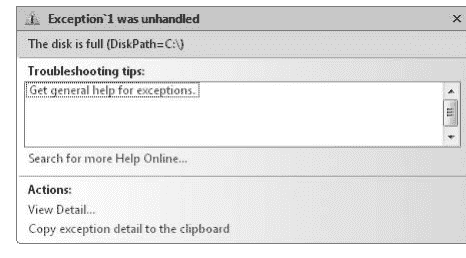 Exception`1 was unhandled
The disk is full (DiskPath=C:\)
Troubleshooting tips:
Get general help for exceptions.
Search for more Help Online...
Actions:
View Detail...
Copy exception detail to the clipboard